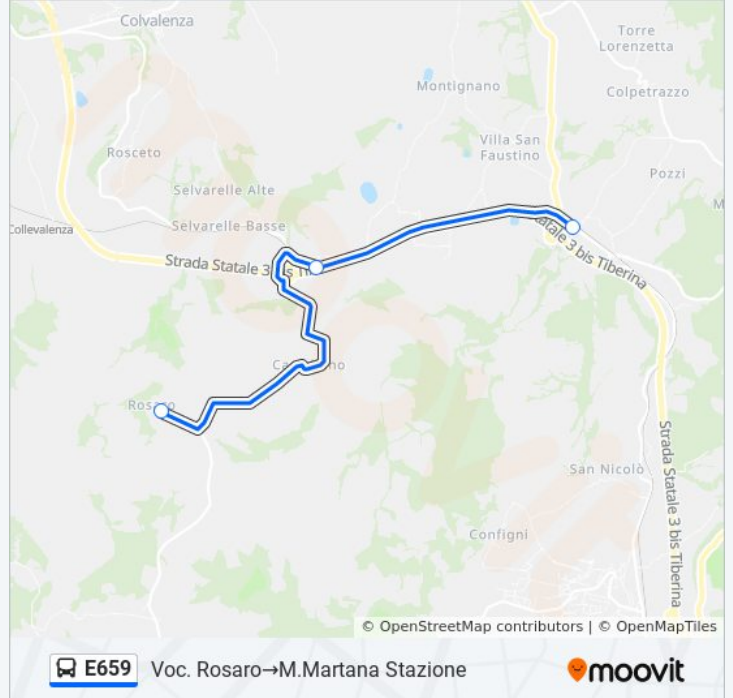 Colvalenza
Torre
Lorenzetta
Montignano
Colpetrazzo
Villa San
Faustino
Rosceto
Pozzi
Selvarelle Alte
Selvarelle Basse
Collevalenza
Strada Statale 3
Statale 3 bis Tiberina
San Nicolò
Strada Statale 3 bis Tiberina
Configni
© OpenStreetMap contributors | © OpenMapTiles
E659 Voc. Rosaro→M.Martana Stazione
moovit